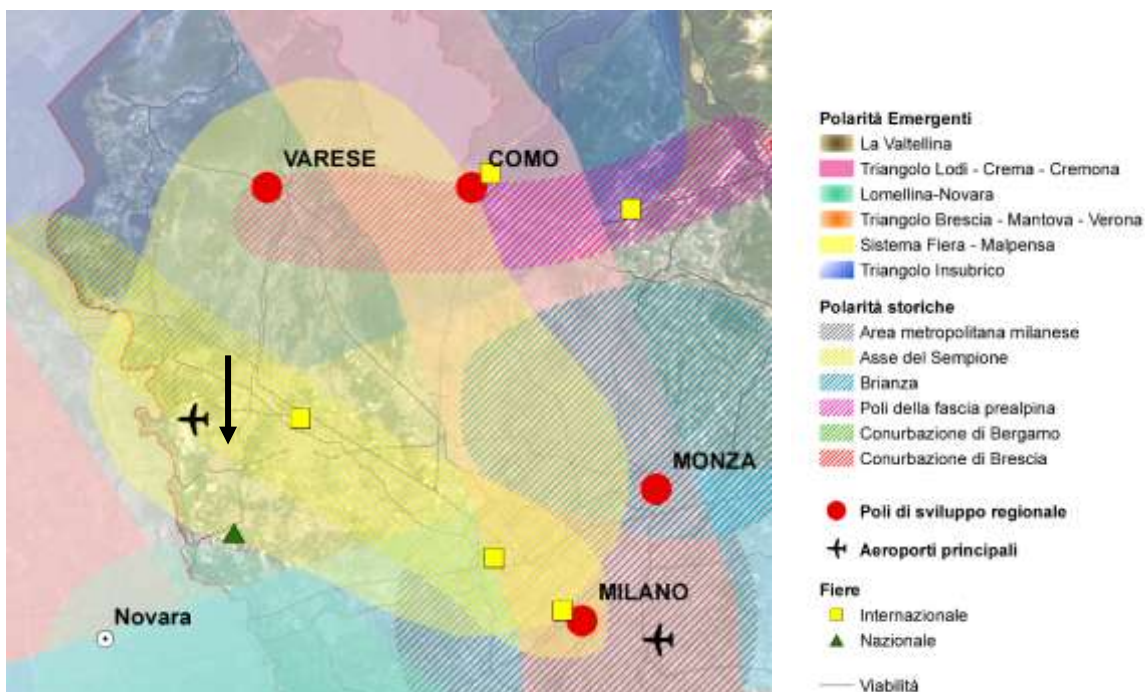 VARESE
COMO
MONZA
MILANO
Novara
Polarità Emergenti
La Valtellina
Triangolo Lodi - Crema - Cremona
Lomellina-Novara
Triangolo Brescia - Mantova - Verona
Sistema Fiera - Malpensa
Triangolo Insubrico
Polarità storiche
Area metropolitana milanese
Asse del Sempione
Brianza
Poli della fascia prealpina
Conurbazione di Bergamo
Conurbazione di Brescia
Poli di sviluppo regionale
Aeroporti principali
Fiere
Internazionale
Nazionale
Viabilità